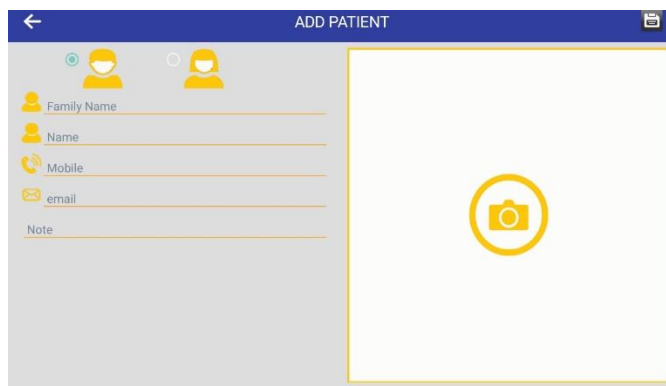 ADD PATIENT
Family Name
Name
Mobile
email
Note